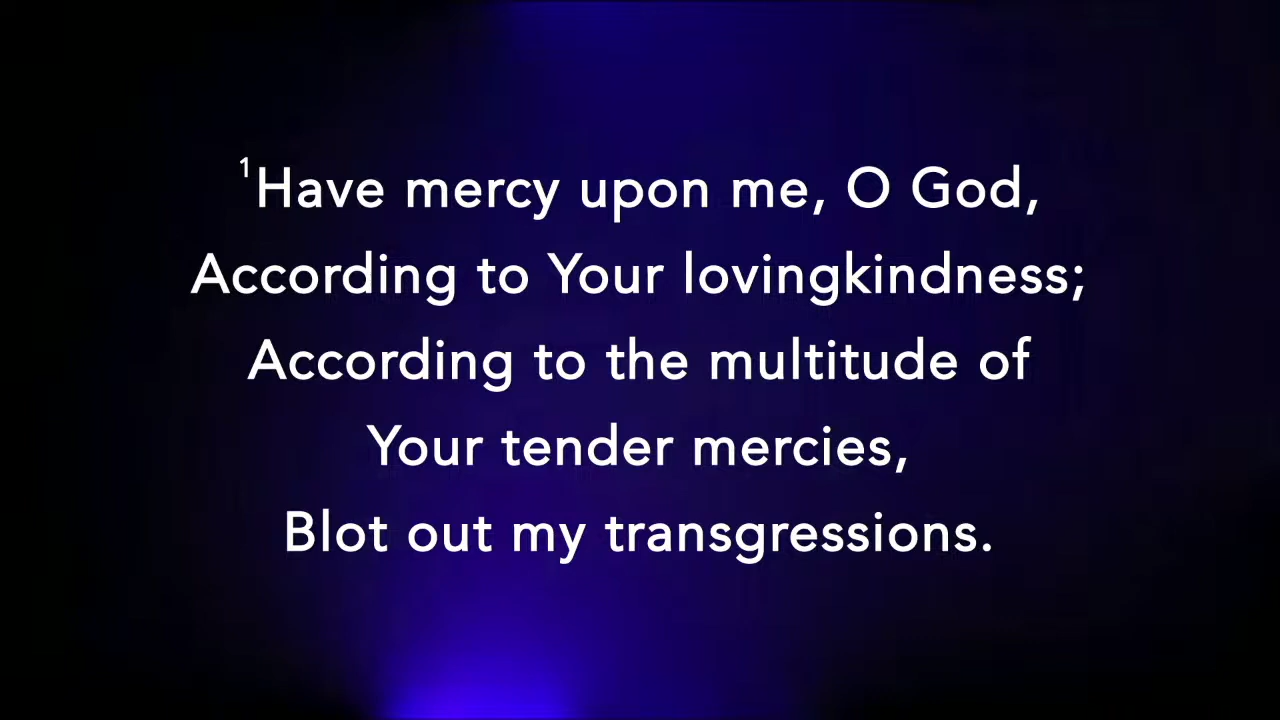 ¹Have mercy upon me, O God,
According to Your lovingkindness;
According to the multitude of
Your tender mercies,
Blot out my transgressions.